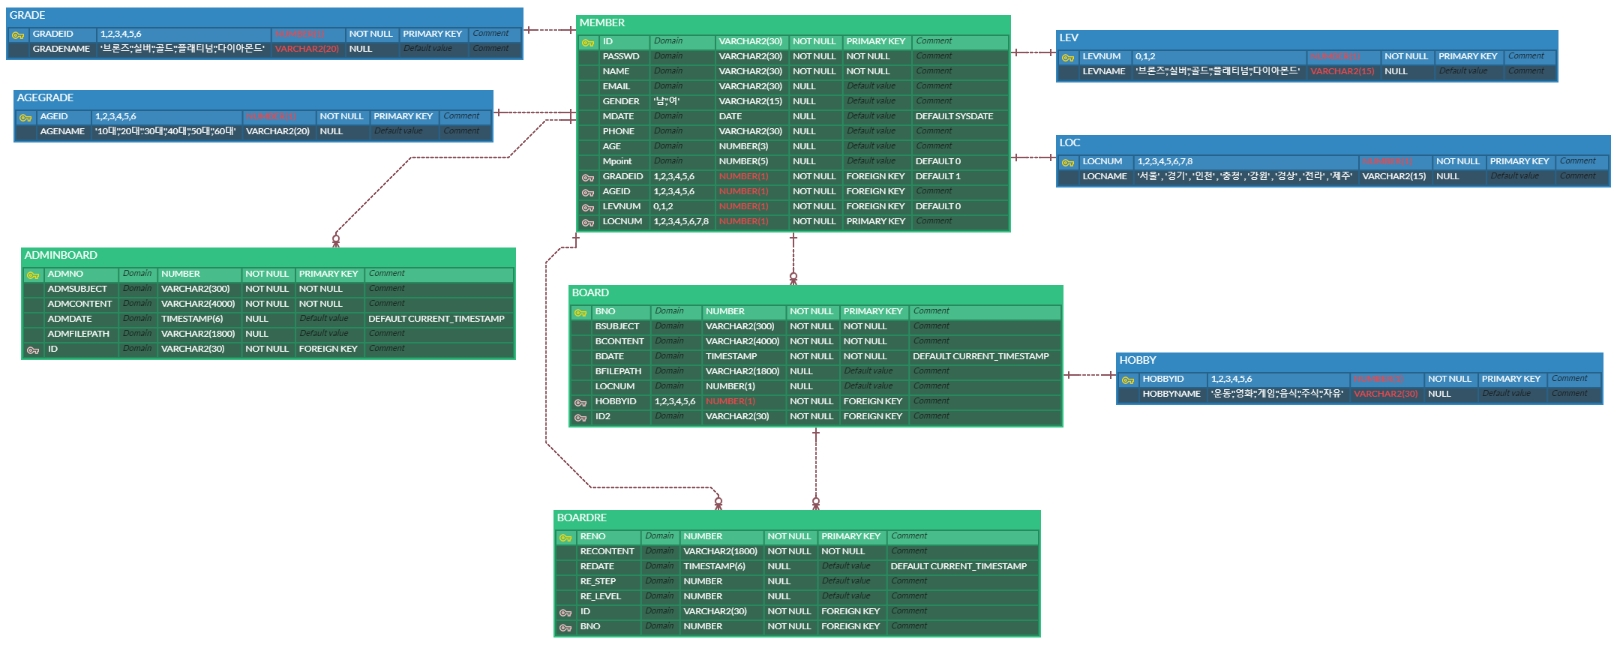 GRADE
GRADEID 1,2,3,4,5,6 NUMBER(1) NOT NULL PRIMARY KEY Comment
GRADENAME '브론즈','실버','골드','플래티넘','다이아몬드' VARCHAR2(20) NULL Default value Comment
AGEGRADE
AGEID 1,2,3,4,5,6 NUMBER(1) NOT NULL PRIMARY KEY Comment
AGENAME '10대','20대','30대','40대','50대','60대' VARCHAR2(20) NULL Default value Comment
MEMBER
ID Domain VARCHAR2(30) NOT NULL PRIMARY KEY Comment
PASSWD Domain VARCHAR2(30) NOT NULL NOT NULL Comment
NAME Domain VARCHAR2(30) NOT NULL NOT NULL Comment
EMAIL Domain VARCHAR2(30) NULL Default value Comment
GENDER '남','여' VARCHAR2(15) NULL Default value Comment
MDATE Domain DATE NULL Default value DEFAULT SYSDATE
PHONE Domain VARCHAR2(30) NULL Default value Comment
AGE Domain NUMBER(3) NULL Default value Comment
Mpoint Domain NUMBER(5) NULL Default value DEFAULT 0
GRADEID 1,2,3,4,5,6 NUMBER(1) NOT NULL FOREIGN KEY DEFAULT 1
AGEID 1,2,3,4,5,6 NUMBER(1) NOT NULL FOREIGN KEY Comment
LEVNUM 0,1,2 NUMBER(1) NOT NULL FOREIGN KEY DEFAULT 0
LOCNUM 1,2,3,4,5,6,7,8 NUMBER(1) NOT NULL PRIMARY KEY Comment
LEV
LEVNUM 0,1,2 NUMBER(1) NOT NULL PRIMARY KEY Comment
LEVNAME '브론즈','실버','골드','플래티넘','다이아몬드' VARCHAR2(15) NULL Default value Comment
LOC
LOCNUM 1,2,3,4,5,6,7,8 NUMBER(1) NOT NULL PRIMARY KEY Comment
LOCNAME '서울' , '경기' , '인천' , '충청' , '강원' , '경상' , '전라' , '제주' VARCHAR2(15) NULL Default value Comment
ADMINBOARD
ADMNO Domain NUMBER NOT NULL PRIMARY KEY Comment
ADMSUBJECT Domain VARCHAR2(300) NOT NULL NOT NULL Comment
ADMCONTENT Domain VARCHAR2(4000) NOT NULL NOT NULL Comment
ADMDATE Domain TIMESTAMP(6) NULL Default value DEFAULT CURRENT_TIMESTAMP
ADMFILEPATH Domain VARCHAR2(1800) NULL Default value Comment
ID Domain VARCHAR2(30) NOT NULL FOREIGN KEY Comment
BOARD
BNO Domain NUMBER NOT NULL PRIMARY KEY Comment
BSUBJECT Domain VARCHAR2(300) NOT NULL NOT NULL Comment
BCONTENT Domain VARCHAR2(4000) NOT NULL NOT NULL Comment
BDATE Domain TIMESTAMP NOT NULL NOT NULL DEFAULT CURRENT_TIMESTAMP
BFILEPATH Domain VARCHAR2(1800) NULL Default value Comment
LOCNUM Domain NUMBER(1) NULL FOREIGN KEY Comment
HOBBYID 1,2,3,4,5,6 NUMBER(1) NOT NULL FOREIGN KEY Comment
ID2 Domain VARCHAR2(30) NOT NULL FOREIGN KEY Comment
HOBBY
HOBBYID 1,2,3,4,5,6 NUMBER(1) NOT NULL PRIMARY KEY Comment
HOBBYNAME '운동','영화','게임','음식','주식','자유' VARCHAR2(30) NULL Default value Comment
BOARDRE
RENO Domain NUMBER NOT NULL PRIMARY KEY Comment
RECONTENT Domain VARCHAR2(1800) NOT NULL NOT NULL Comment
REDATE Domain TIMESTAMP(6) NULL Default value DEFAULT CURRENT_TIMESTAMP
RE_STEP Domain NUMBER NULL Default value Comment
RE_LEVEL Domain NUMBER NULL Default value Comment
ID Domain VARCHAR2(30) NOT NULL FOREIGN KEY Comment
BNO Domain NUMBER NOT NULL FOREIGN KEY Comment